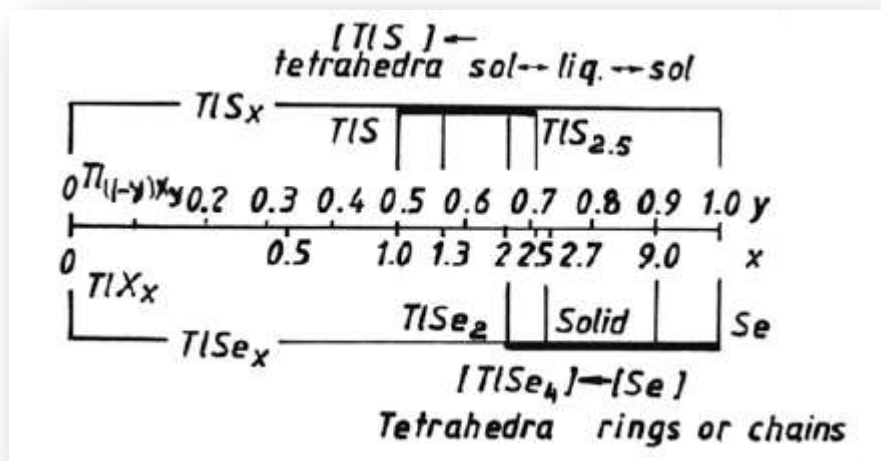 [TlS] ←
tetrahedra sol ↔ liq. ↔ sol
TlSₓ
TlS TlS₂.₅
0 Tl(1-y)Xy 0.2 0.3 0.4 0.5 0.6 0.7 0.8 0.9 1.0 y
0 0.5 1.0 1.3 2 2.5 2.7 9.0 x
TlXₓ
TlSe₂ Solid Se
TlSeₓ
[TlSe₄]←[Se]
Tetrahedra rings or chains